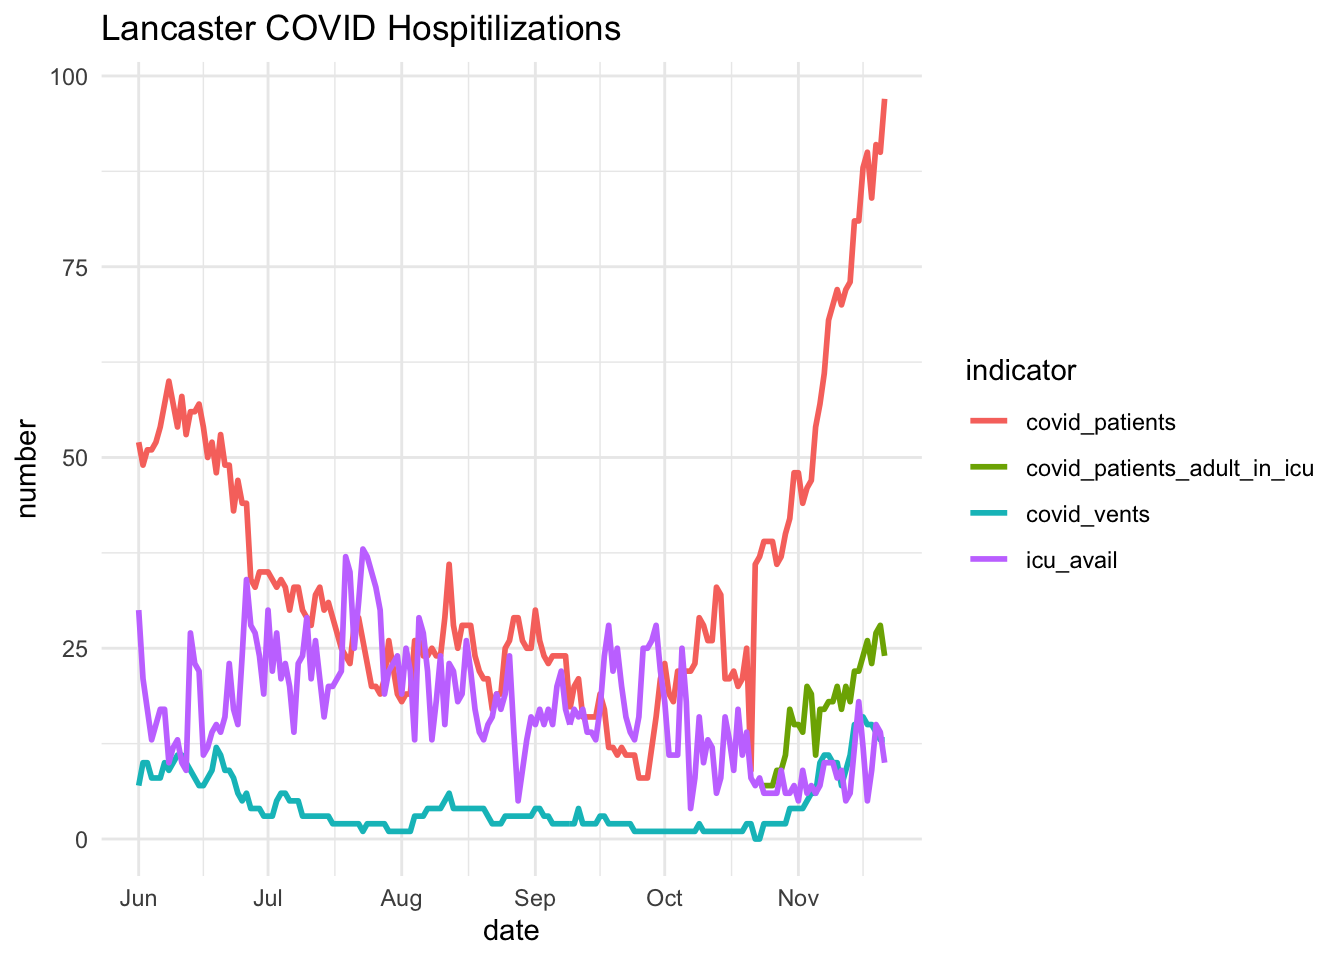 Lancaster COVID Hospitilizations
100
75
50
25
0
number
Jun Jul Aug Sep Oct Nov
date
indicator
covid_patients
covid_patients_adult_in_icu
covid_vents
icu_avail